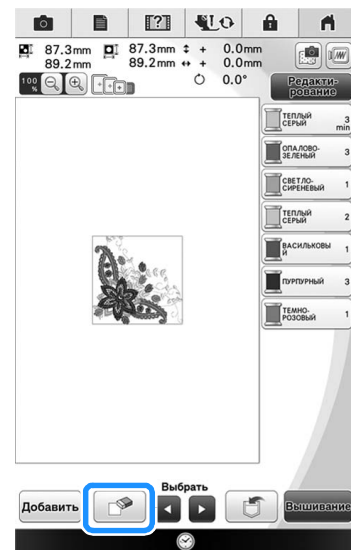 87.3mm 87.3mm ↕ + 0.0mm
89.2mm 89.2mm ↔ + 0.0mm
100 % 0.0°
Редакти-
рование
ТЕПЛЫЙ
СЕРЫЙ 3
min
ОПАЛОВО-
ЗЕЛЕНЫЙ 3
СВЕТЛО-
СИРЕНЕВЫЙ 1
ТЕПЛЫЙ
СЕРЫЙ 2
ВАСИЛЬКОВЫ
Й 1
ПУРПУРНЫЙ 3
ТЕМНО-
РОЗОВЫЙ 1
Выбрать
Добавить
Вышивание